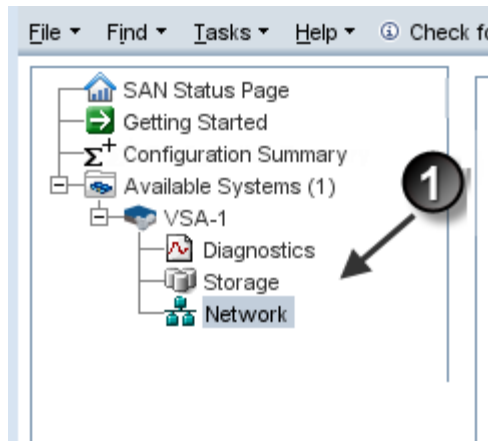 File Find Tasks Help Check fo
SAN Status Page
Getting Started
Σ+ Configuration Summary
Available Systems (1)
1
VSA-1
Diagnostics
Storage
Network